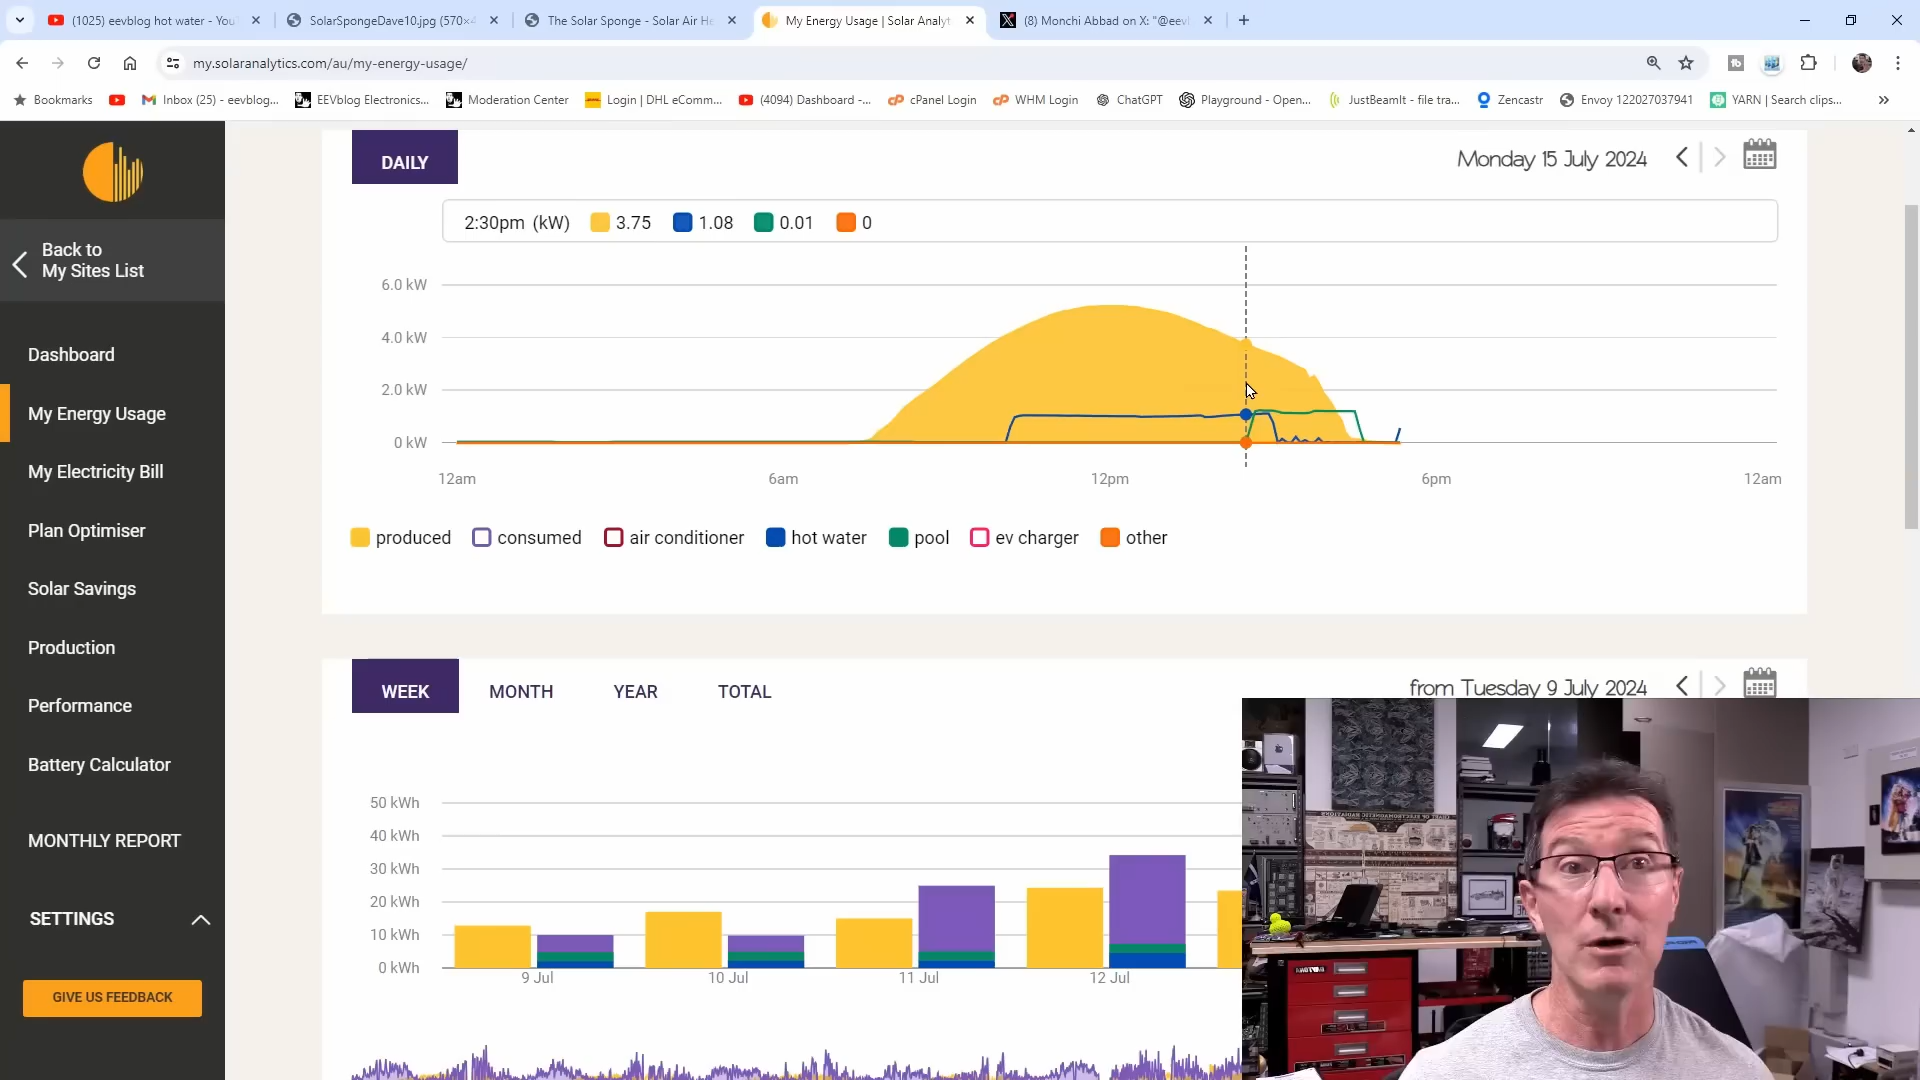 (1025) eevblog hot water - You
SolarSpongeDave10.jpg (570×4
The Solar Sponge - Solar Air He
My Energy Usage | Solar Analyt
(8) Monchi Abbad on X: "@eevl
my.solaranalytics.com/au/my-energy-usage/
Bookmarks
Inbox (25) - eevblog...
EEVblog Electronics...
Moderation Center
Login | DHL eComm...
(4094) Dashboard -...
cPanel Login
WHM Login
ChatGPT
Playground - Open...
JustBeamIt - file tra...
Zencastr
Envoy 122027037941
YARN | Search clips...
Back to
My Sites List
Dashboard
My Energy Usage
My Electricity Bill
Plan Optimiser
Solar Savings
Production
Performance
Battery Calculator
MONTHLY REPORT
SETTINGS
GIVE US FEEDBACK
DAILY
Monday 15 July 2024
2:30pm (kW) 3.75 1.08 0.01 0
6.0 kW
4.0 kW
2.0 kW
0 kW
12am 6am 12pm 6pm 12am
produced consumed air conditioner hot water pool ev charger other
WEEK MONTH YEAR TOTAL
from Tuesday 9 July 2024
50 kWh
40 kWh
30 kWh
20 kWh
10 kWh
0 kWh
9 Jul 10 Jul 11 Jul 12 Jul